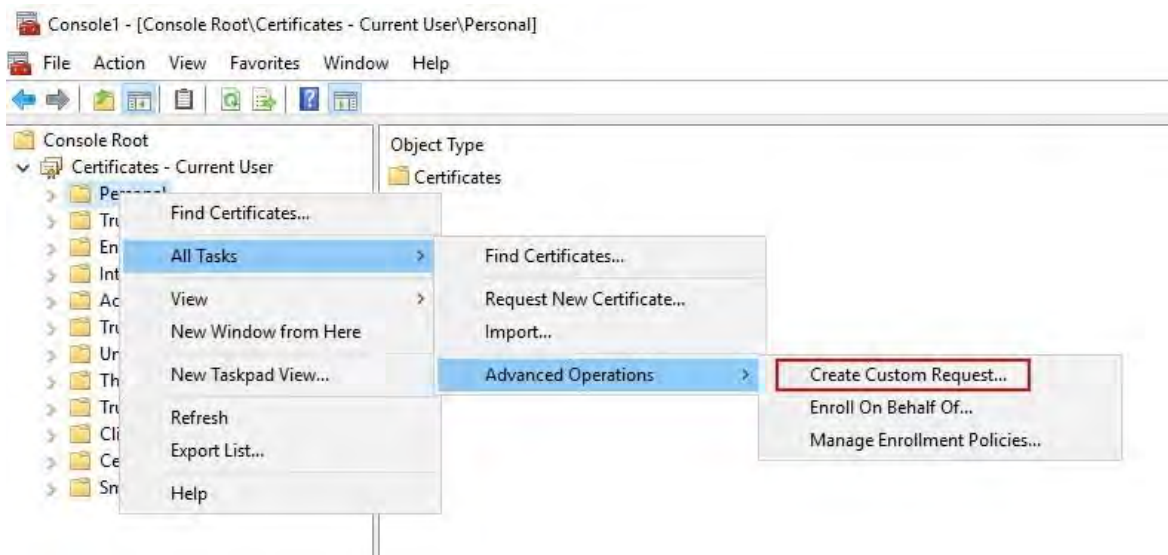 Console1 - [Console Root\Certificates - Current User\Personal]
File Action View Favorites Window Help
Console Root
Certificates - Current User
Object Type
Certificates
Find Certificates...
All Tasks
View
New Window from Here
New Taskpad View...
Refresh
Export List...
Help
Find Certificates...
Request New Certificate...
Import...
Advanced Operations
Create Custom Request...
Enroll On Behalf Of...
Manage Enrollment Policies...